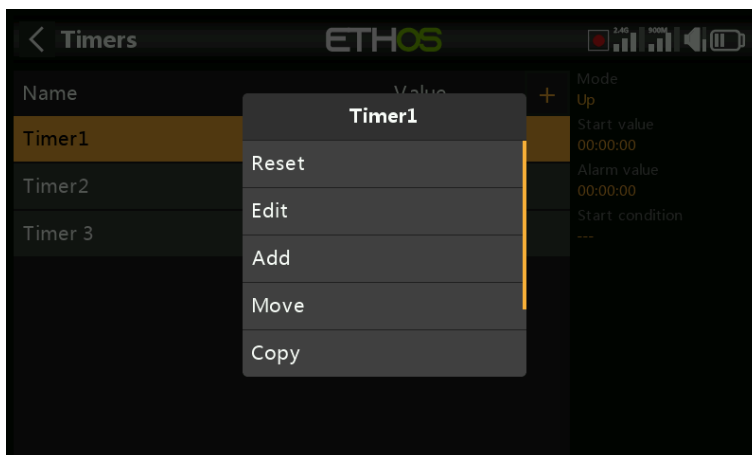 Timers
ETHOS
2.4G
900M
Name
Value
+
Timer1
Timer2
Timer 3
Timer1
Reset
Edit
Add
Move
Copy
Mode
Up
Start value
00:00:00
Alarm value
00:00:00
Start condition
---